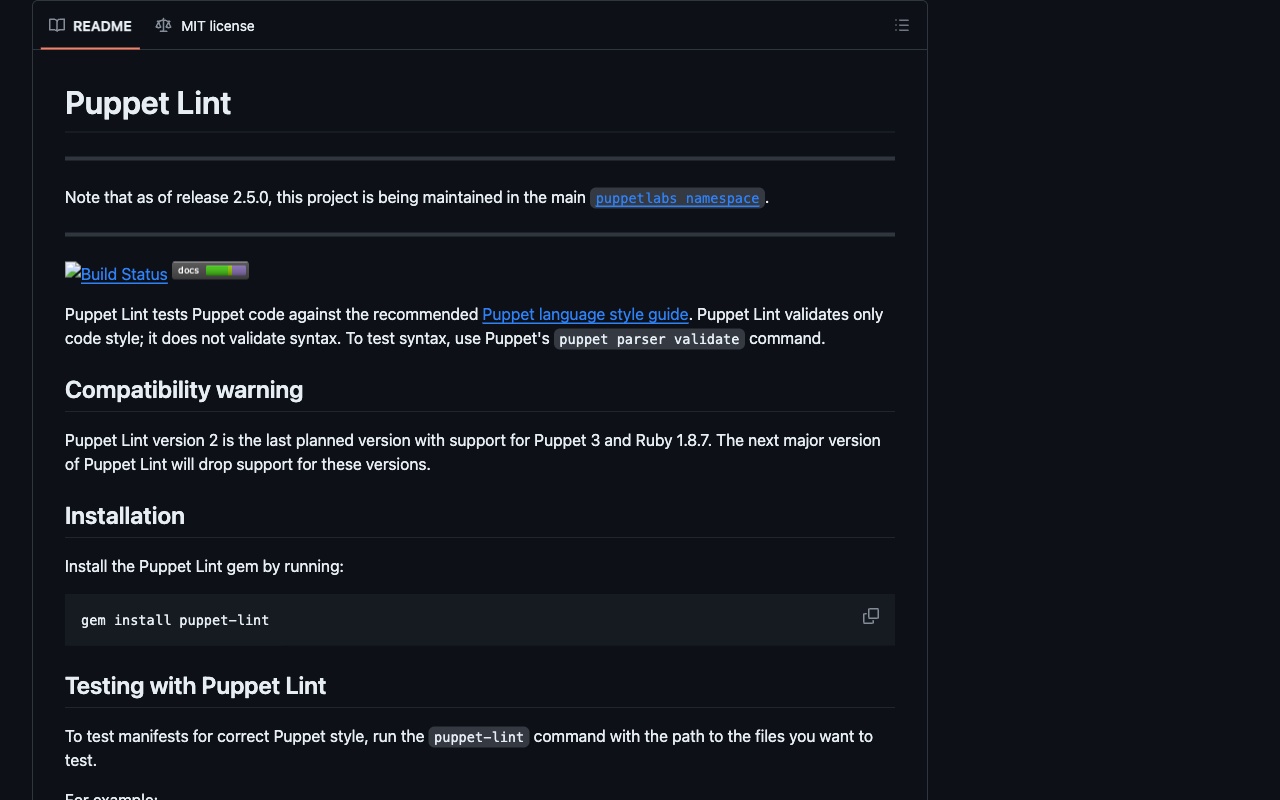 README
MIT license
Puppet Lint
Note that as of release 2.5.0, this project is being maintained in the main puppetlabs namespace.
Build Status docs
Puppet Lint tests Puppet code against the recommended Puppet language style guide. Puppet Lint validates only
code style; it does not validate syntax. To test syntax, use Puppet's puppet parser validate command.
Compatibility warning
Puppet Lint version 2 is the last planned version with support for Puppet 3 and Ruby 1.8.7. The next major version
of Puppet Lint will drop support for these versions.
Installation
Install the Puppet Lint gem by running:
gem install puppet-lint
Testing with Puppet Lint
To test manifests for correct Puppet style, run the puppet-lint command with the path to the files you want to
test.
For example: